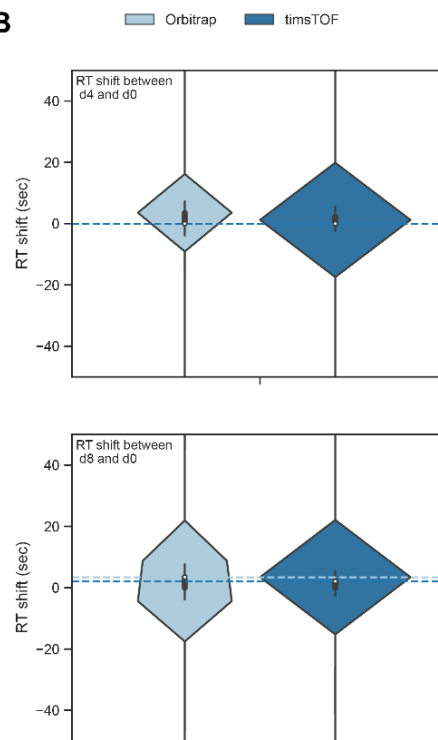 B
Orbitrap timsTOF
RT shift between
d4 and d0
40
20
0
−20
−40
RT shift (sec)
RT shift between
d8 and d0
40
20
0
−20
−40
RT shift (sec)